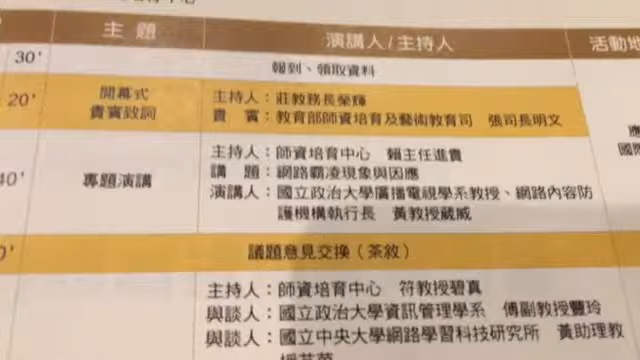 主 題
演講人/主持人
活動地
30'
報到、領取資料
20'
開幕式
貴賓致詞
主持人：莊教務長榮輝
貴 賓：教育部師資培育及藝術教育司 張司長明文
40'
專題演講
主持人：師資培育中心 賴主任進貴
講 題：網路霸凌現象與因應
演講人：國立政治大學廣播電視學系教授、網路內容防
護機構執行長 黃教授葳威
議題意見交換（茶敘）
主持人：師資培育中心 符教授碧真
與談人：國立政治大學資訊管理學系 傅副教授豐玲
與談人：國立中央大學網路學習科技研究所 黃助理教